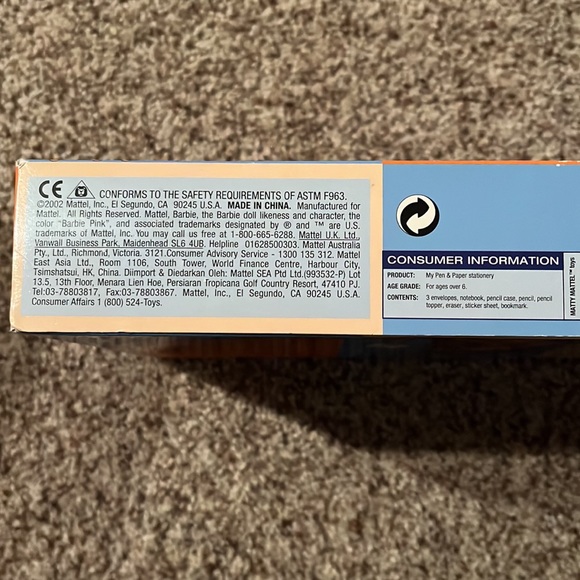 CE CONFORMS TO THE SAFETY REQUIREMENTS OF ASTM F963.
©2002 Mattel, Inc., El Segundo, CA 90245 U.S.A. MADE IN CHINA. Manufactured for
Mattel. All Rights Reserved. Mattel, Barbie, the Barbie doll likeness and character, the
color "Barbie Pink", and associated trademarks designated by ® and ™ are U.S.
trademarks of Mattel, Inc. You may call us free at 1-800-665-6288. Mattel U.K. Ltd.,
Vanwall Business Park, Maidenhead SL6 4UB. Helpline 01628500303. Mattel Australia
Pty., Ltd., Richmond, Victoria. 3121.Consumer Advisory Service - 1300 135 312. Mattel
East Asia Ltd., Room 1106, South Tower, World Finance Centre, Harbour City,
Tsimshatsui, HK, China. Diimport & Diedarkan Oleh: Mattel SEA Ptd Ltd.(993532-P) Lot
13.5, 13th Floor, Menara Lien Hoe, Persiaran Tropicana Golf Country Resort, 47410 PJ.
Tel:03-78803817, Fax:03-78803867. Mattel, Inc., El Segundo, CA 90245 U.S.A.
Consumer Affairs 1 (800) 524-Toys.
CONSUMER INFORMATION
PRODUCT: My Pen & Paper stationery
AGE GRADE: For ages over 6.
CONTENTS: 3 envelopes, notebook, pencil case, pencil, pencil
topper, eraser, sticker sheet, bookmark.
MATTY MATTEL™ toys